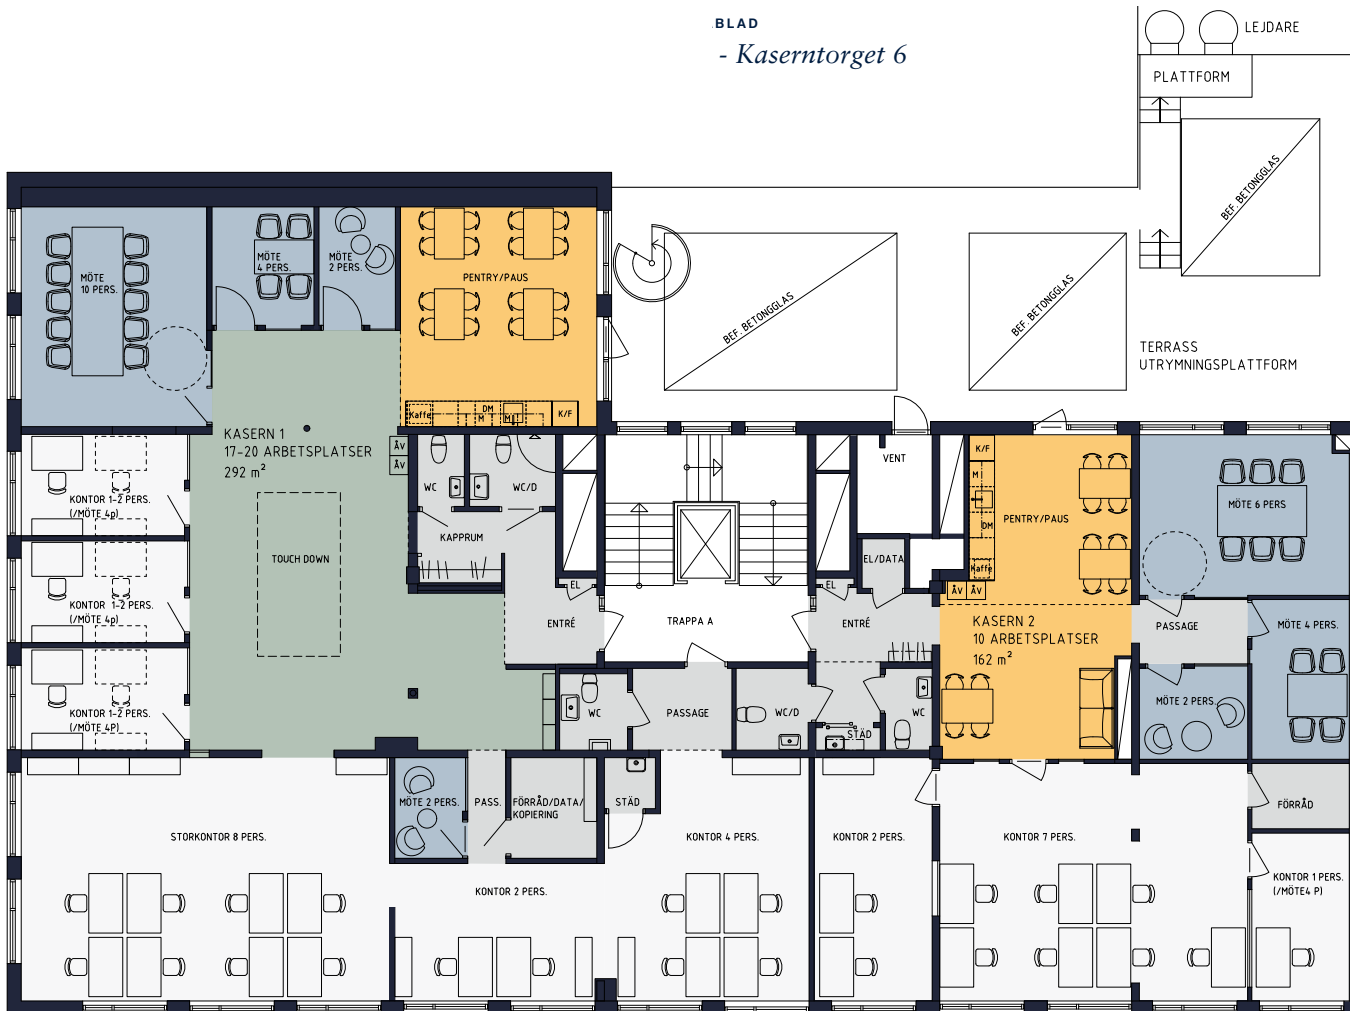 BLAD
- Kaserntorget 6
LEJDARE
PLATTFORM
BEF. BETONGGLAS
BEF. BETONGGLAS
BEF. BETONGGLAS
TERRASS
UTRYMNINGSPLATTFORM
MÖTE
10 PERS.
MÖTE
4 PERS.
MÖTE
2 PERS.
PENTRY/PAUS
Kaffe
DM
M
M
K/F
KASERN 1
17-20 ARBETSPLATSER
292 m²
ÅV
ÅV
WC
WC/D
KAPPRUM
KONTOR 1-2 PERS.
(/MÖTE 4p)
KONTOR 1-2 PERS.
(/MÖTE 4p)
KONTOR 1-2 PERS.
(/MÖTE 4P)
TOUCH DOWN
EL
ENTRÉ
TRAPPA A
EL
ENTRÉ
VENT
EL/DATA
K/F
M
DM
Kaffe
PENTRY/PAUS
ÅV
ÅV
KASERN 2
10 ARBETSPLATSER
162 m²
MÖTE 6 PERS
PASSAGE
MÖTE 4 PERS.
MÖTE 2 PERS.
WC
PASSAGE
WC/D
STÄD
WC
STORKONTOR 8 PERS.
MÖTE 2 PERS.
PASS.
FÖRRÅD/DATA/
KOPIERING
STÄD
KONTOR 4 PERS.
KONTOR 2 PERS.
KONTOR 2 PERS.
KONTOR 7 PERS.
FÖRRÅD
KONTOR 1 PERS.
(/MÖTE4 P)